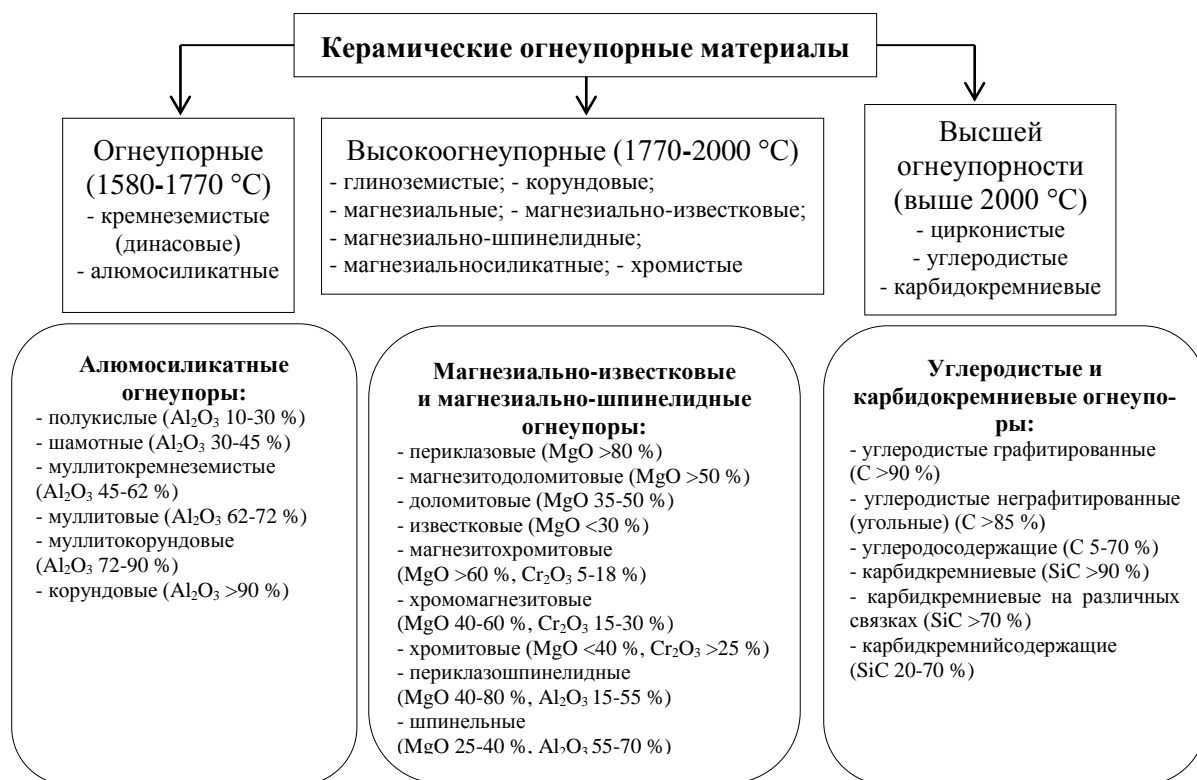 Керамические огнеупорные материалы
Огнеупорные
(1580-1770 °С)
- кремнеземистые
(динасовые)
- алюмосиликатные
Высокоогнеупорные (1770-2000 °С)
- глиноземистые; - корундовые;
- магнезиальные; - магнезиально-известковые;
- магнезиально-шпинелидные;
- магнезиальносиликатные; - хромистые
Высшей
огнеупорности
(выше 2000 °С)
- цирконистые
- углеродистые
- карбидокремниевые
Алюмосиликатные
огнеупоры:
- полукислые (Al₂O₃ 10-30 %)
- шамотные (Al₂O₃ 30-45 %)
- муллитокремнеземистые
(Al₂O₃ 45-62 %)
- муллитовые (Al₂O₃ 62-72 %)
- муллитокорундовые
(Al₂O₃ 72-90 %)
- корундовые (Al₂O₃ >90 %)
Магнезиально-известковые
и магнезиально-шпинелидные
огнеупоры:
- периклазовые (MgO >80 %)
- магнезитодоломитовые (MgO >50 %)
- доломитовые (MgO 35-50 %)
- известковые (MgO <30 %)
- магнезитохромитовые
(MgO >60 %, Cr₂O₃ 5-18 %)
- хромомагнезитовые
(MgO 40-60 %, Cr₂O₃ 15-30 %)
- хромитовые (MgO <40 %, Cr₂O₃ >25 %)
- периклазошпинелидные
(MgO 40-80 %, Al₂O₃ 15-55 %)
- шпинельные
(MgO 25-40 %, Al₂O₃ 55-70 %)
Углеродистые и
карбидокремниевые огнеупо-
ры:
- углеродистые графитированные
(С >90 %)
- углеродистые неграфитированные
(угольные) (С >85 %)
- углеродосодержащие (С 5-70 %)
- карбидкремниевые (SiC >90 %)
- карбидкремниевые на различных
связках (SiC >70 %)
- карбидкремнийсодержащие
(SiC 20-70 %)